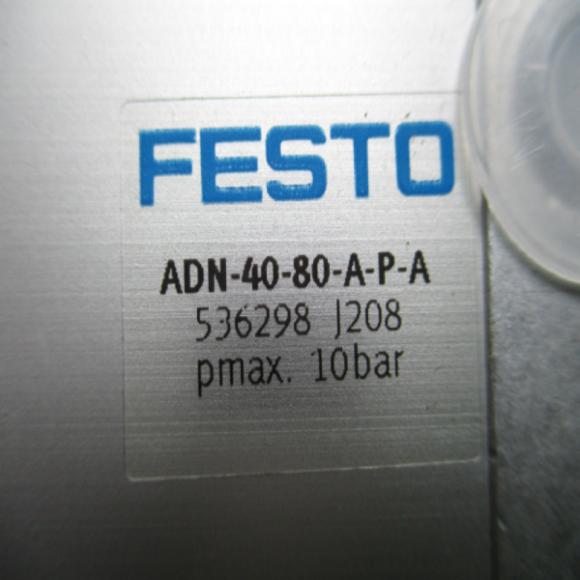 FESTO
ADN-40-80-A-P-A
536298 J208
pmax. 10bar